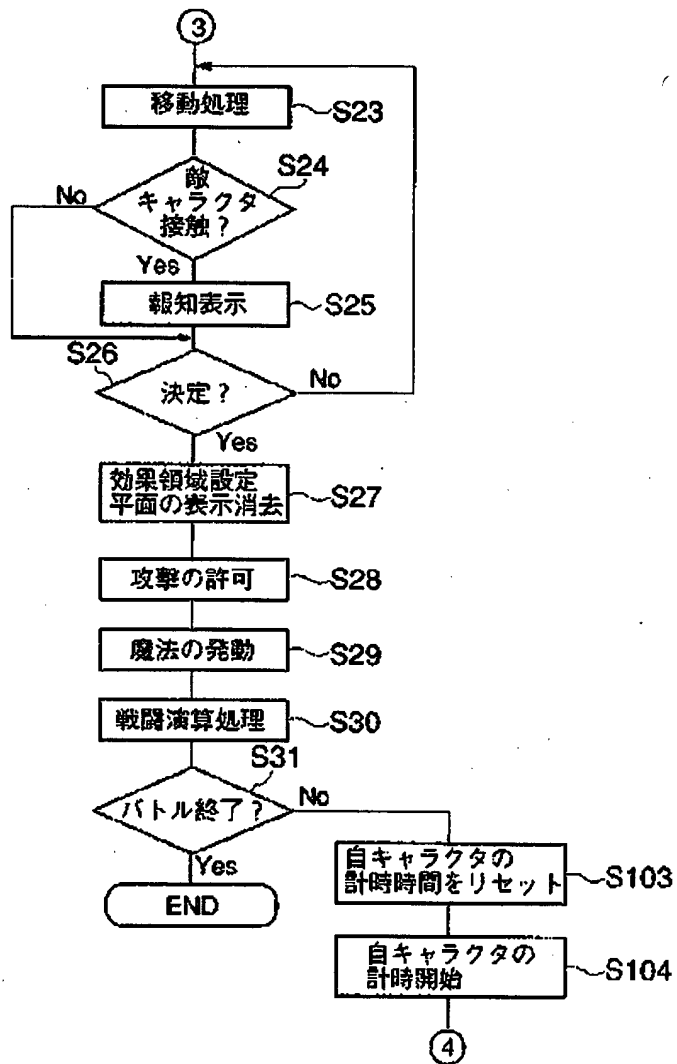 ③
移動処理
S23
S24
敵
キャラクタ
接触？
No
Yes
報知表示
S25
S26
決定？
No
Yes
効果領域設定
平面の表示消去
S27
攻撃の許可
S28
魔法の発動
S29
戦闘演算処理
S30
S31
バトル終了？
No
Yes
END
自キャラクタの
計時時間をリセット
S103
自キャラクタの
計時開始
S104
④